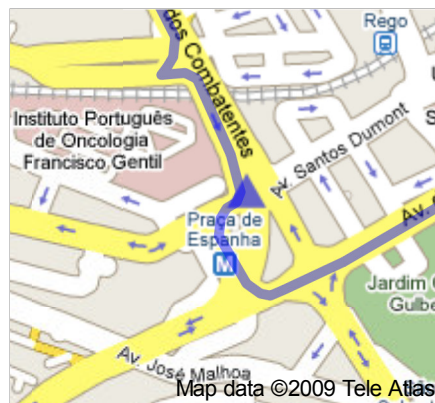 Rego
dos Combatentes
Instituto Português
de Oncologia
Francisco Gentil
Av. Santos Dumont
Praça de
Espanha
M
Av.
Jardim
Av. José Malhoa
Map data ©2009 Tele Atlas